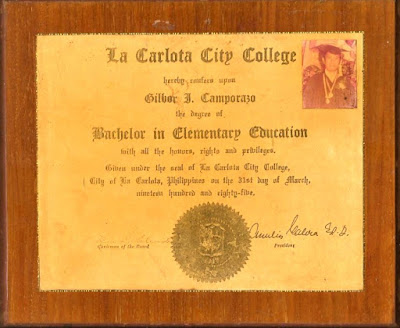 La Carlota City College
hereby confers upon
Gilbor J. Camporazo
the degree of
Bachelor in Elementary Education
with all the honors, rights and privileges.
Given under the seal of La Carlota City College,
City of La Carlota, Philippines on the 31st day of March,
nineteen hundred and eighty-five.
Ed.D.
Chairman of the Board
President